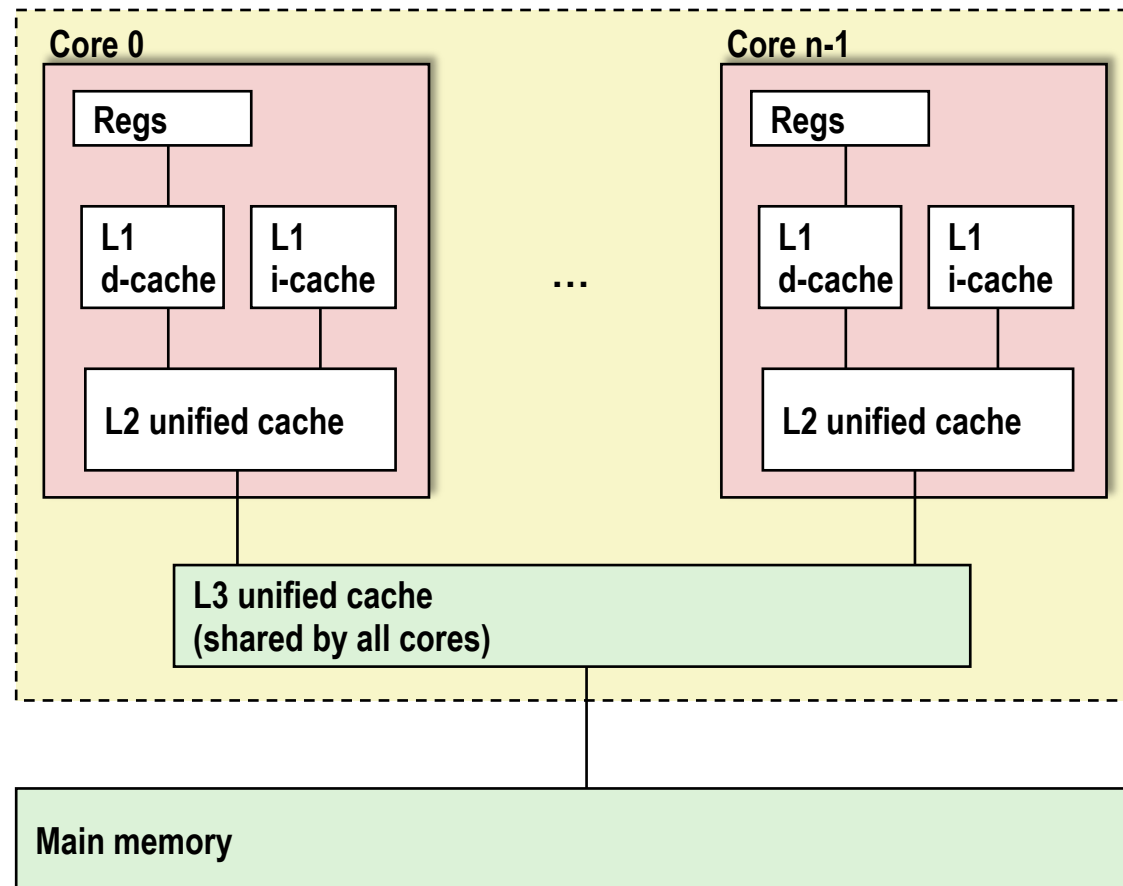 Core 0
Regs
L1
d-cache
L1
i-cache
L2 unified cache
...
Core n-1
Regs
L1
d-cache
L1
i-cache
L2 unified cache
L3 unified cache
(shared by all cores)
Main memory